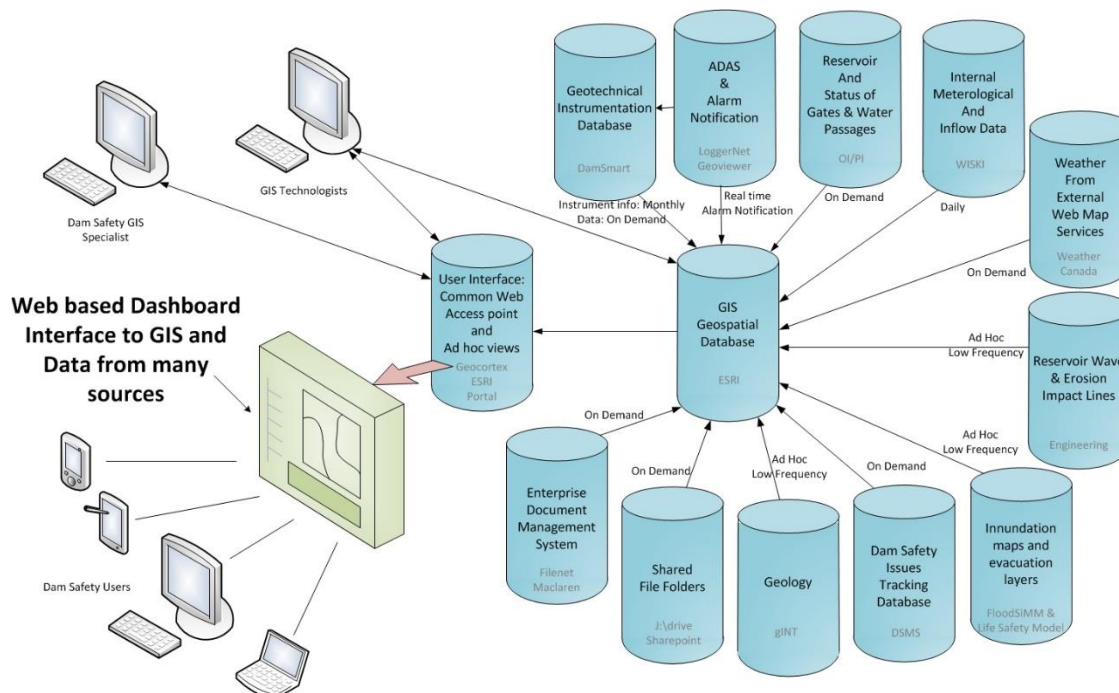 Geotechnical
Instrumentation
Database
DamSmart
ADAS
&
Alarm
Notification
LoggerNet
Geoviewer
Reservoir
And
Status of
Gates & Water
Passages
OI/PI
Internal
Meterological
And
Inflow Data
WISKI
Weather
From
External
Web Map
Services
Weather
Canada
Dam Safety GIS
Specialist
GIS Technologists
Instrument info: Monthly
Data: On Demand
Real time
Alarm Notification
On Demand
Daily
On Demand
User Interface:
Common Web
Access point
and
Ad hoc views
Geocortex
ESRI
Portal
GIS
Geospatial
Database
ESRI
Web based Dashboard
Interface to GIS and
Data from many
sources
Ad Hoc
Low Frequency
Reservoir Wave
& Erosion
Impact Lines
Engineering
On Demand
On Demand
Ad Hoc
Low Frequency
On Demand
Ad Hoc
Low Frequency
Enterprise
Document
Management
System
Filenet
Maclaren
Shared
File Folders
J:\drive
Sharepoint
Geology
gINT
Dam Safety
Issues
Tracking
Database
DSMS
Innundation
maps and
evacuation
layers
FloodSiMM &
Life Safety Model
Dam Safety Users